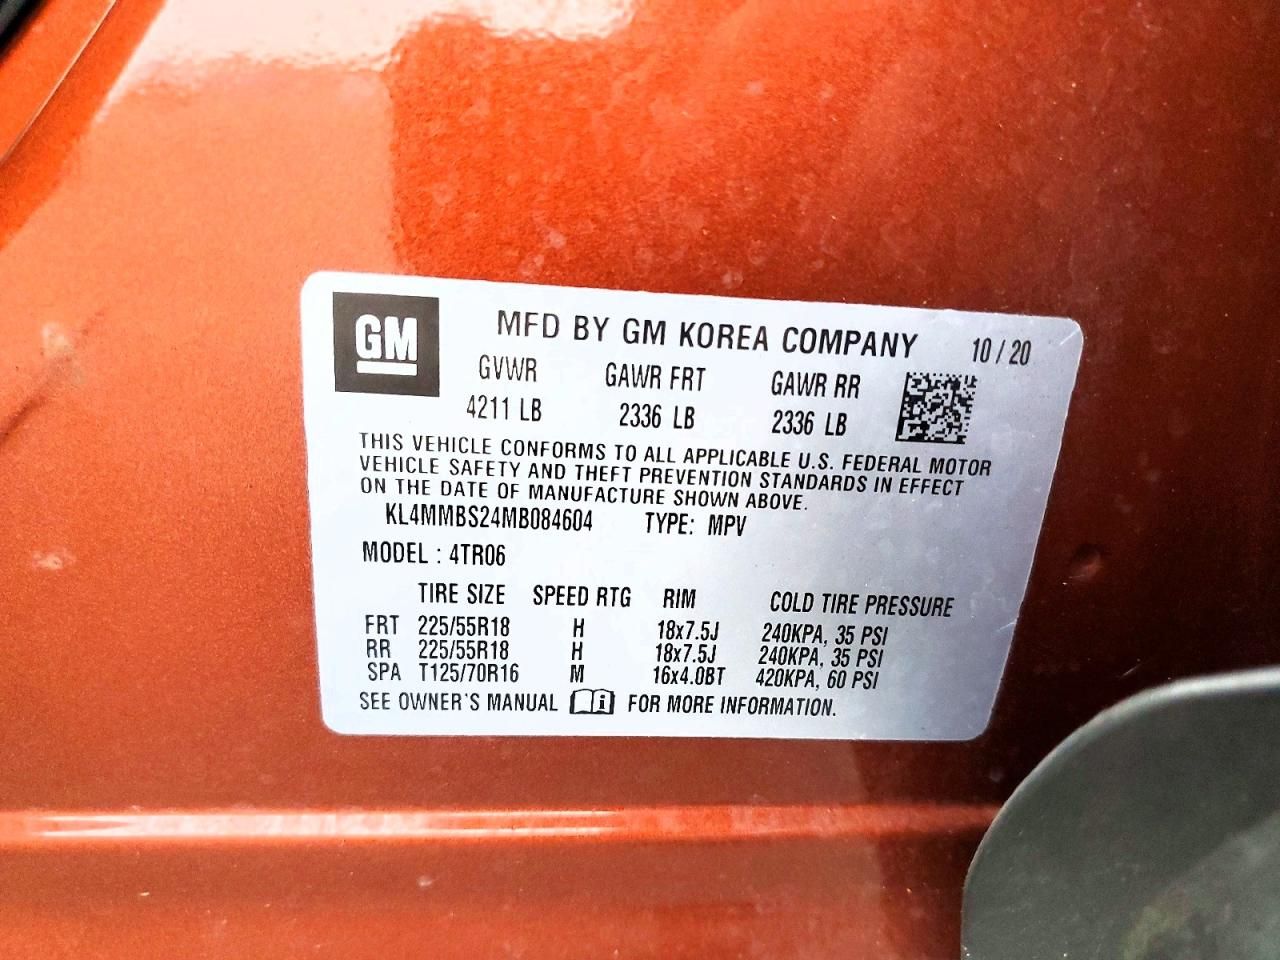 GM
MFD BY GM KOREA COMPANY 10 / 20
GVWR GAWR FRT GAWR RR
4211 LB 2336 LB 2336 LB
THIS VEHICLE CONFORMS TO ALL APPLICABLE U.S. FEDERAL MOTOR
VEHICLE SAFETY AND THEFT PREVENTION STANDARDS IN EFFECT
ON THE DATE OF MANUFACTURE SHOWN ABOVE.
KL4MMBS24MB084604 TYPE: MPV
MODEL : 4TR06
TIRE SIZE SPEED RTG RIM COLD TIRE PRESSURE
FRT 225/55R18 H 18x7.5J 240KPA, 35 PSI
RR 225/55R18 H 18x7.5J 240KPA, 35 PSI
SPA T125/70R16 M 16x4.0BT 420KPA, 60 PSI
SEE OWNER'S MANUAL i FOR MORE INFORMATION.